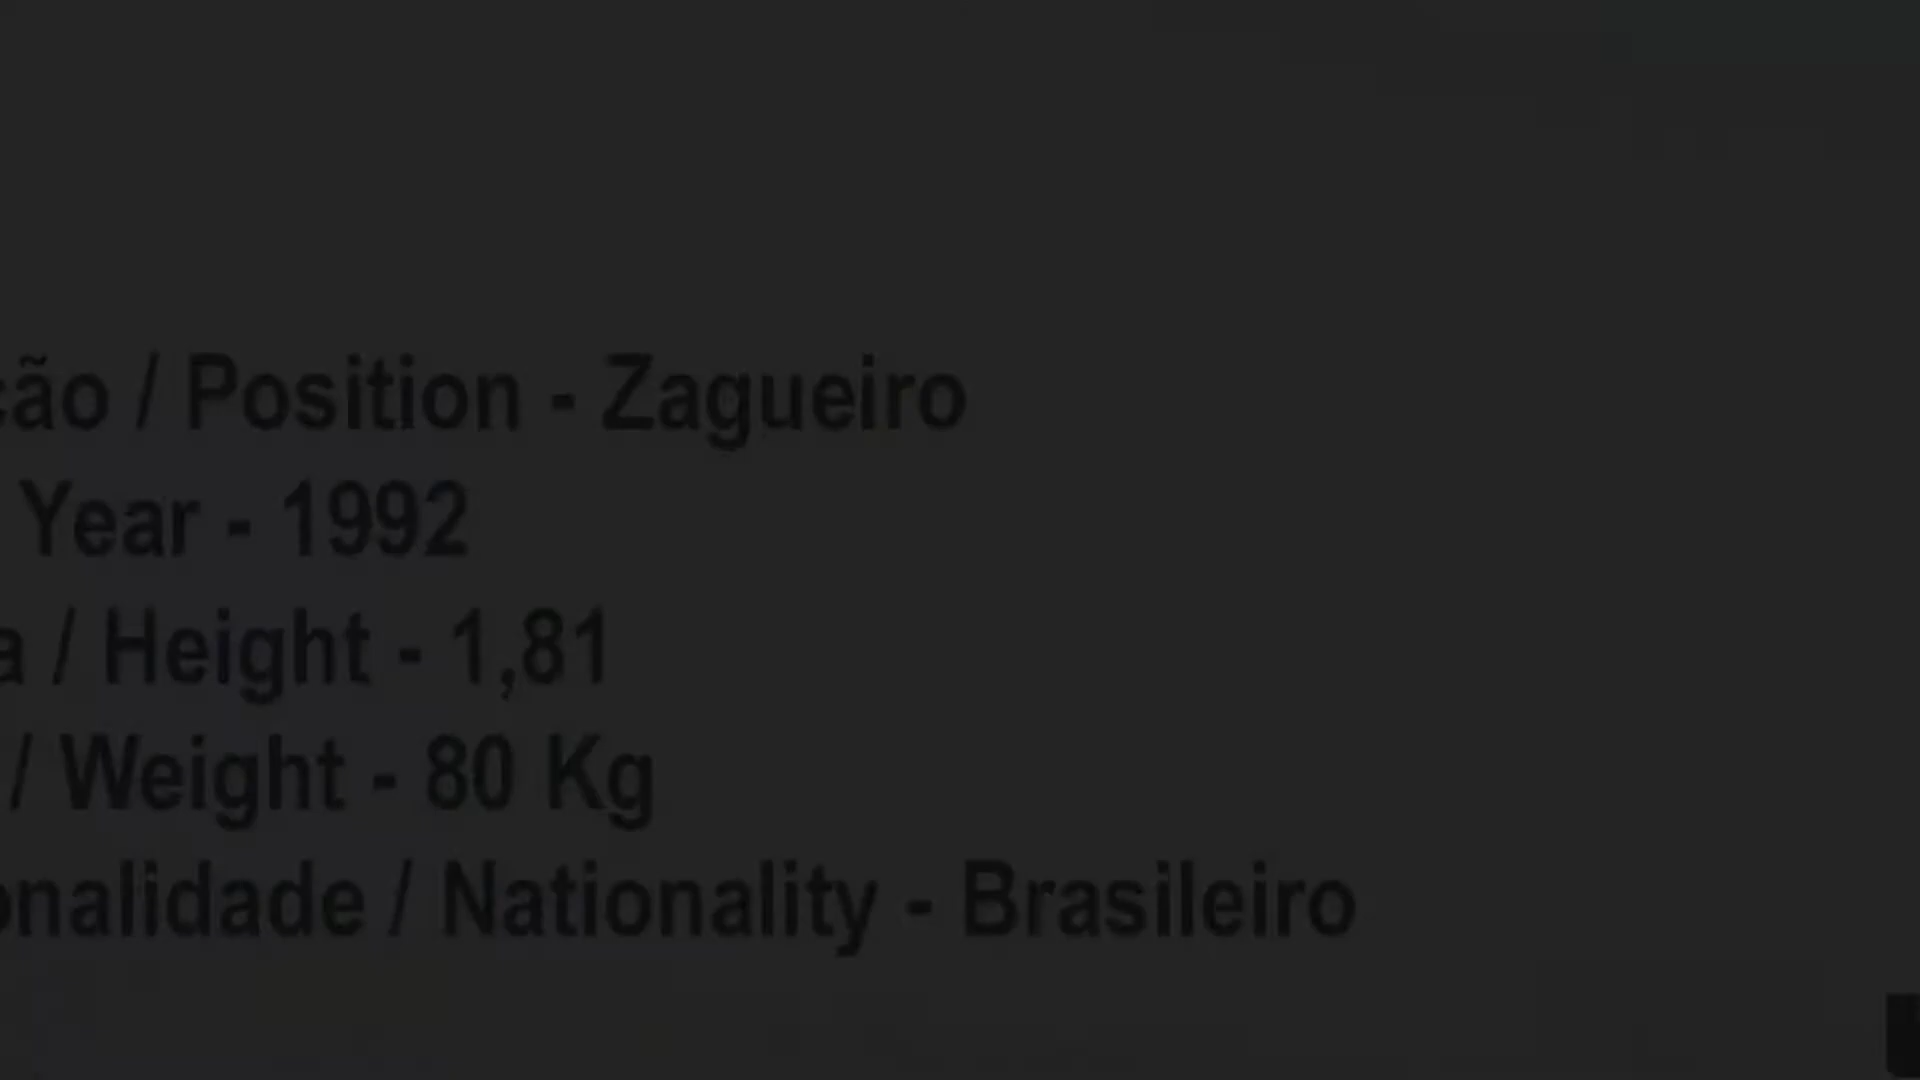 ção / Position - Zagueiro
Year - 1992
a / Height - 1,81
/ Weight - 80 Kg
onalidade / Nationality - Brasileiro